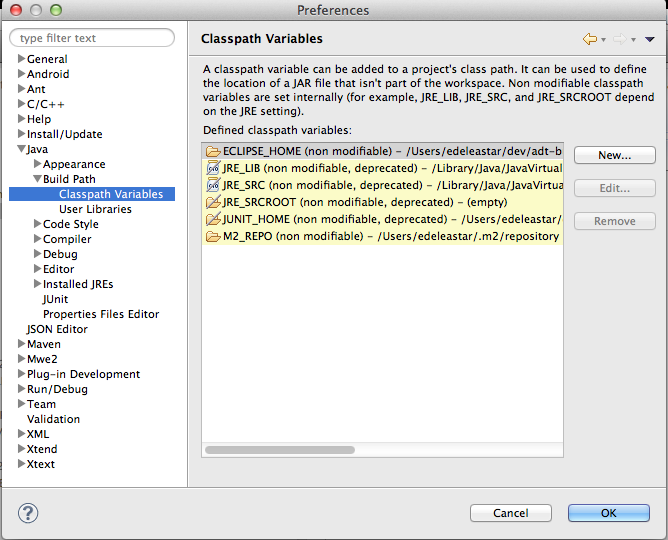 Preferences
type filter text
General
Android
Ant
C/C++
Help
Install/Update
Java
Appearance
Build Path
Classpath Variables
User Libraries
Code Style
Compiler
Debug
Editor
Installed JREs
JUnit
Properties Files Editor
JSON Editor
Maven
Mwe2
Plug-in Development
Run/Debug
Team
Validation
XML
Xtend
Xtext
Classpath Variables
A classpath variable can be added to a project's class path. It can be used to define
the location of a JAR file that isn't part of the workspace. Non modifiable classpath
variables are set internally (for example, JRE_LIB, JRE_SRC, and JRE_SRCROOT depend
on the JRE setting).
Defined classpath variables:
ECLIPSE_HOME (non modifiable) – /Users/edeleastar/dev/adt-b
JRE_LIB (non modifiable, deprecated) – /Library/Java/JavaVirtual
JRE_SRC (non modifiable, deprecated) – /Library/Java/JavaVirtua
JRE_SRCROOT (non modifiable, deprecated) – (empty)
JUNIT_HOME (non modifiable, deprecated) – /Users/edeleastar/
M2_REPO (non modifiable) – /Users/edeleastar/.m2/repository
New...
Edit...
Remove
?
Cancel
OK